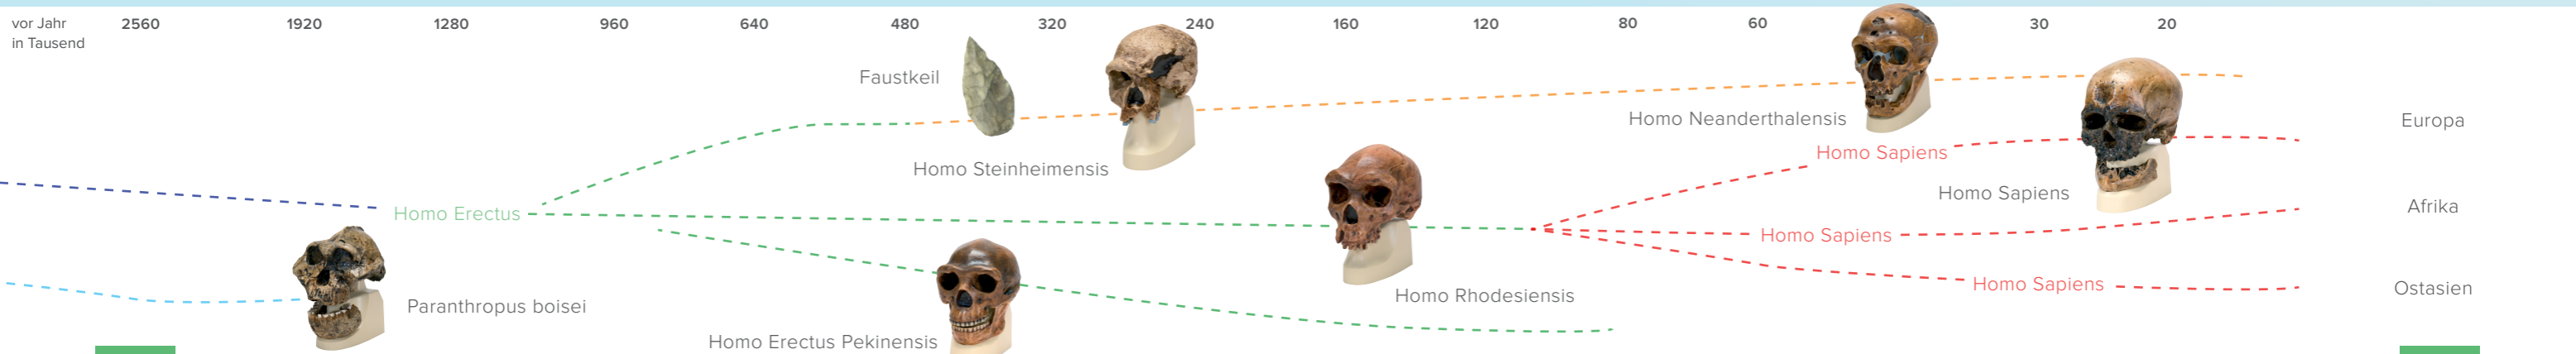 vor Jahr
in Tausend
2560 1920 1280 960 640 480 320 240 160 120 80 60 30 20
Faustkeil
Homo Steinheimensis
Homo Neanderthalensis
Europa
Homo Sapiens
Homo Sapiens
Afrika
Homo Erectus
Homo Sapiens
Homo Sapiens
Ostasien
Homo Rhodesiensis
Paranthropus boisei
Homo Erectus Pekinensis